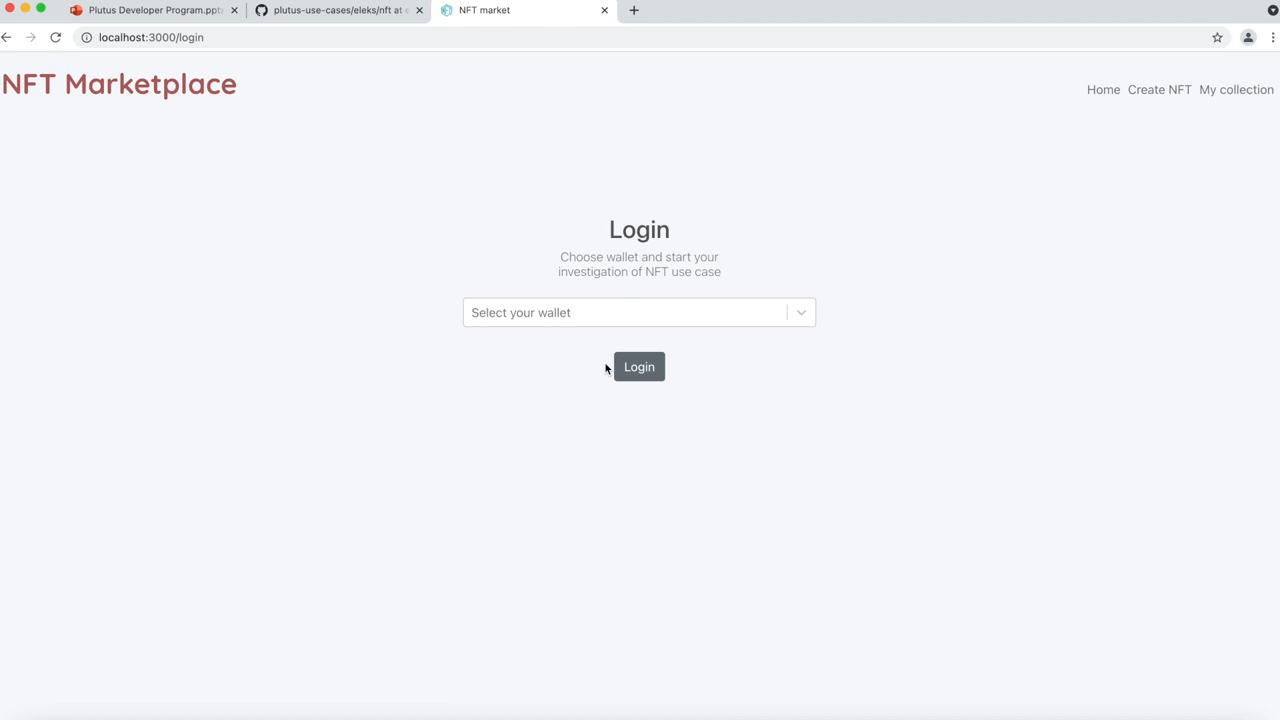 Plutus Developer Program.ppt
plutus-use-cases/eleks/nft at
NFT market
localhost:3000/login
NFT Marketplace
Home Create NFT My collection
Login
Choose wallet and start your
investigation of NFT use case
Select your wallet
Login